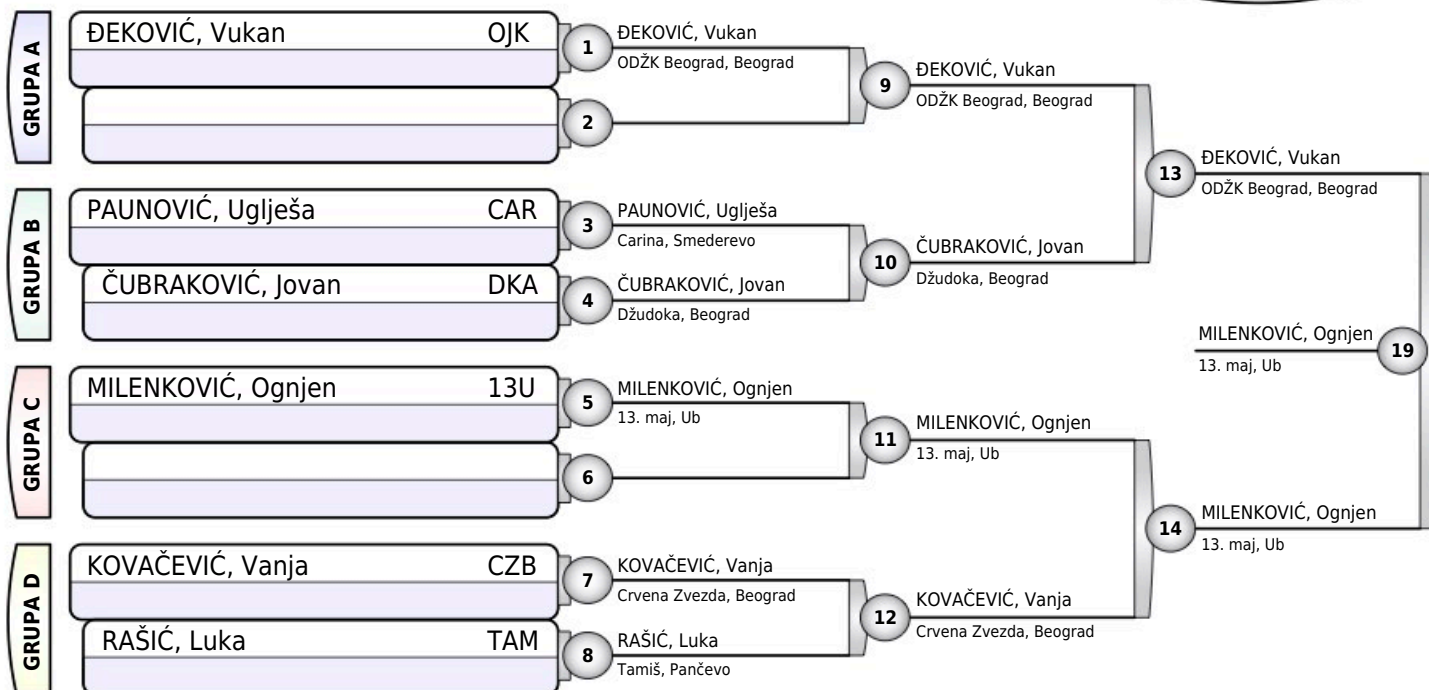 GRUPA A
ĐEKOVIĆ, Vukan OJK
1
ĐEKOVIĆ, Vukan
ODŽK Beograd, Beograd
2
9
ĐEKOVIĆ, Vukan
ODŽK Beograd, Beograd
GRUPA B
PAUNOVIĆ, Uglješa CAR
3
PAUNOVIĆ, Uglješa
Carina, Smederevo
ČUBRAKOVIĆ, Jovan DKA
4
ČUBRAKOVIĆ, Jovan
Džudoka, Beograd
10
ČUBRAKOVIĆ, Jovan
Džudoka, Beograd
13
ĐEKOVIĆ, Vukan
ODŽK Beograd, Beograd
GRUPA C
MILENKOVIĆ, Ognjen 13U
5
MILENKOVIĆ, Ognjen
13. maj, Ub
6
11
MILENKOVIĆ, Ognjen
13. maj, Ub
GRUPA D
KOVAČEVIĆ, Vanja CZB
7
KOVAČEVIĆ, Vanja
Crvena Zvezda, Beograd
RAŠIĆ, Luka TAM
8
RAŠIĆ, Luka
Tamiš, Pančevo
12
KOVAČEVIĆ, Vanja
Crvena Zvezda, Beograd
14
MILENKOVIĆ, Ognjen
13. maj, Ub
MILENKOVIĆ, Ognjen
13. maj, Ub
19